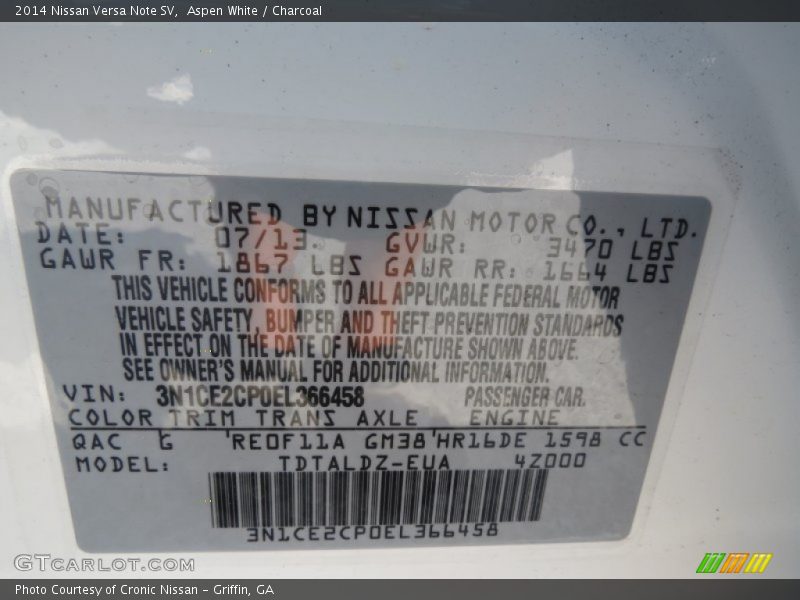 2014 Nissan Versa Note SV, Aspen White / Charcoal
MANUFACTURED BY NISSAN MOTOR CO., LTD.
DATE: 07/13. GVWR: 3470 LBS
GAWR FR: 1867 LBS GAWR RR: 1664 LBS
THIS VEHICLE CONFORMS TO ALL APPLICABLE FEDERAL MOTOR
VEHICLE SAFETY, BUMPER AND THEFT PREVENTION STANDARDS
IN EFFECT ON THE DATE OF MANUFACTURE SHOWN ABOVE.
SEE OWNER'S MANUAL FOR ADDITIONAL INFORMATION.
VIN: 3N1CE2CP0EL366458 PASSENGER CAR.
COLOR TRIM TRANS AXLE ENGINE
QAC G 'RE0F11A GM38'HR16DE 1598 CC
MODEL: TDTALDZ-EUA 4Z000
3N1CE2CP0EL366458
GTCarLot.com
Photo Courtesy of Cronic Nissan - Griffin, GA